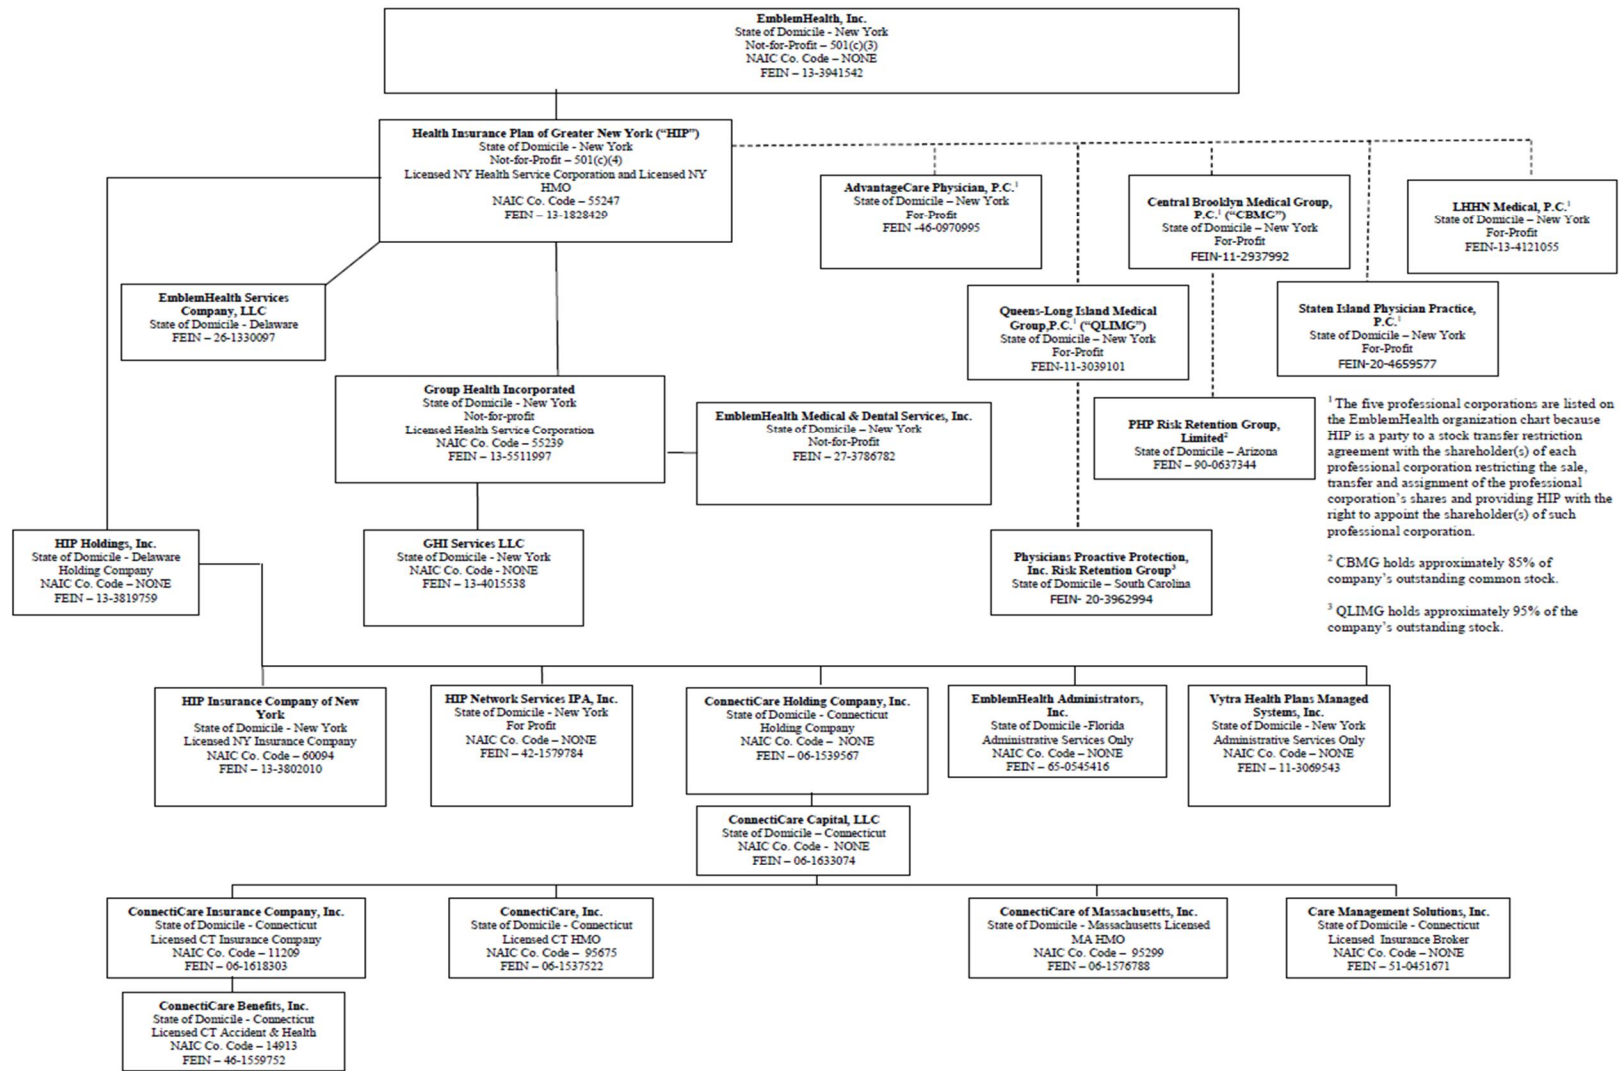 EmblemHealth, Inc.
State of Domicile - New York
Not-for-Profit – 501(c)(3)
NAIC Co. Code – NONE
FEIN – 13-3941542
Health Insurance Plan of Greater New York (“HIP”)
State of Domicile - New York
Not-for-Profit – 501(c)(4)
Licensed NY Health Service Corporation and Licensed NY
HMO
NAIC Co. Code – 55247
FEIN – 13-1828429
AdvantageCare Physician, P.C.¹
State of Domicile – New York
For-Profit
FEIN -46-0970995
Central Brooklyn Medical Group,
P.C.¹ (“CBMG”)
State of Domicile – New York
For-Profit
FEIN-11-2937992
LHHN Medical, P.C.¹
State of Domicile – New York
For-Profit
FEIN-13-4121055
EmblemHealth Services
Company, LLC
State of Domicile - Delaware
FEIN – 26-1330097
Queens-Long Island Medical
Group,P.C.¹ (“QLIMG”)
State of Domicile – New York
For-Profit
FEIN-11-3039101
Staten Island Physician Practice,
P.C.¹
State of Domicile – New York
For-Profit
FEIN-20-4659577
Group Health Incorporated
State of Domicile - New York
Not-for-profit
Licensed Health Service Corporation
NAIC Co. Code – 55239
FEIN – 13-5511997
EmblemHealth Medical & Dental Services, Inc.
State of Domicile – New York
Not-for-Profit
FEIN – 27-3786782
PHP Risk Retention Group,
Limited²
State of Domicile – Arizona
FEIN – 90-0637344
¹ The five professional corporations are listed on
the EmblemHealth organization chart because
HIP is a party to a stock transfer restriction
agreement with the shareholder(s) of each
professional corporation restricting the sale,
transfer and assignment of the professional
corporation’s shares and providing HIP with the
right to appoint the shareholder(s) of such
professional corporation.
² CBMG holds approximately 85% of
company’s outstanding common stock.
³ QLIMG holds approximately 95% of the
company’s outstanding stock.
HIP Holdings, Inc.
State of Domicile - Delaware
Holding Company
NAIC Co. Code – NONE
FEIN – 13-3819759
GHI Services LLC
State of Domicile - New York
NAIC Co. Code - NONE
FEIN – 13-4015538
Physicians Proactive Protection,
Inc. Risk Retention Group³
State of Domicile – South Carolina
FEIN- 20-3962994
HIP Insurance Company of New
York
State of Domicile - New York
Licensed NY Insurance Company
NAIC Co. Code – 60094
FEIN – 13-3802010
HIP Network Services IPA, Inc.
State of Domicile - New York
For Profit
NAIC Co. Code – NONE
FEIN – 42-1579784
ConnectiCare Holding Company, Inc.
State of Domicile - Connecticut
Holding Company
NAIC Co. Code – NONE
FEIN – 06-1539567
EmblemHealth Administrators,
Inc.
State of Domicile -Florida
Administrative Services Only
NAIC Co. Code – NONE
FEIN – 65-0545416
Vytra Health Plans Managed
Systems, Inc.
State of Domicile - New York
Administrative Services Only
NAIC Co. Code – NONE
FEIN – 11-3069543
ConnectiCare Capital, LLC
State of Domicile – Connecticut
NAIC Co. Code - NONE
FEIN – 06-1633074
ConnectiCare Insurance Company, Inc.
State of Domicile - Connecticut
Licensed CT Insurance Company
NAIC Co. Code – 11209
FEIN – 06-1618303
ConnectiCare, Inc.
State of Domicile - Connecticut
Licensed CT HMO
NAIC Co. Code – 95675
FEIN – 06-1537522
ConnectiCare of Massachusetts, Inc.
State of Domicile - Massachusetts Licensed
MA HMO
NAIC Co. Code – 95299
FEIN – 06-1576788
Care Management Solutions, Inc.
State of Domicile - Connecticut
Licensed Insurance Broker
NAIC Co. Code – NONE
FEIN – 51-0451671
ConnectiCare Benefits, Inc.
State of Domicile - Connecticut
Licensed CT Accident & Health
NAIC Co. Code – 14913
FEIN – 46-1559752